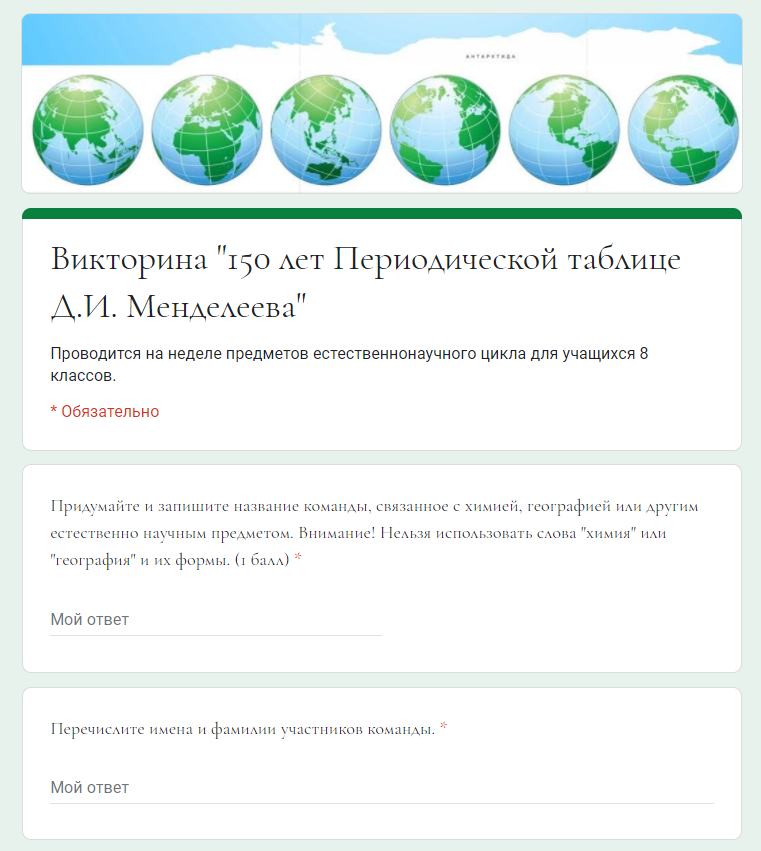 АНТАРКТИДА
Викторина "150 лет Периодической таблице
Д.И. Менделеева"
Проводится на неделе предметов естественнонаучного цикла для учащихся 8
классов.
* Обязательно
Придумайте и запишите название команды, связанное с химией, географией или другим
естественно научным предметом. Внимание! Нельзя использовать слова "химия" или
"география" и их формы. (1 балл) *
Мой ответ
Перечислите имена и фамилии участников команды. *
Мой ответ